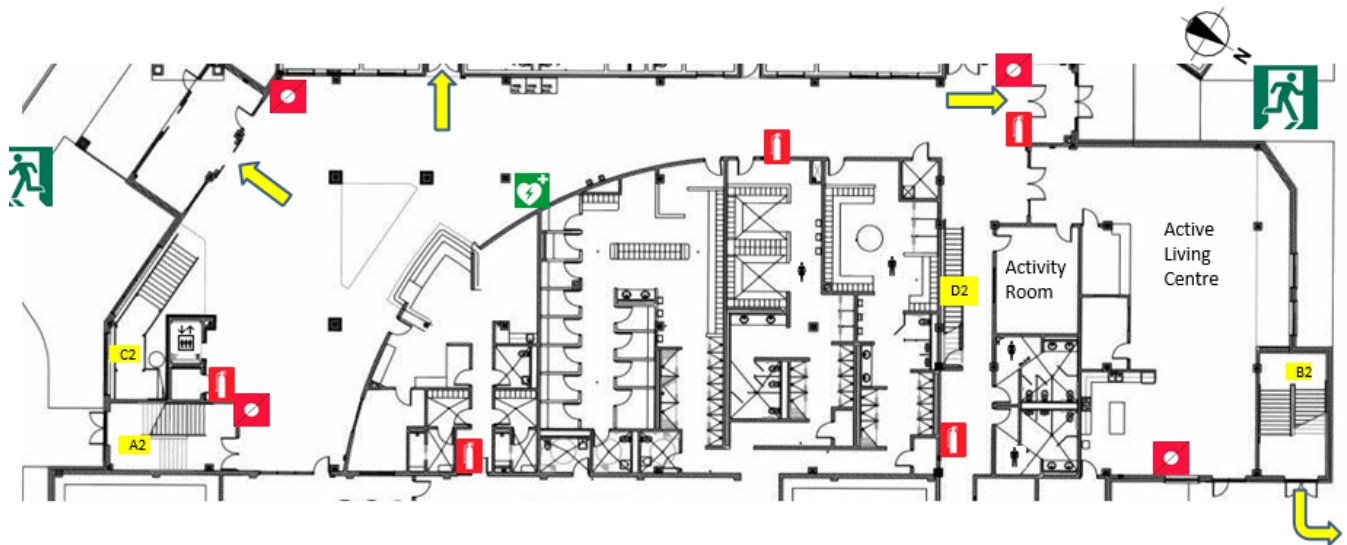 N
Active
Living
Centre
Activity
Room
D2
C2
B2
A2